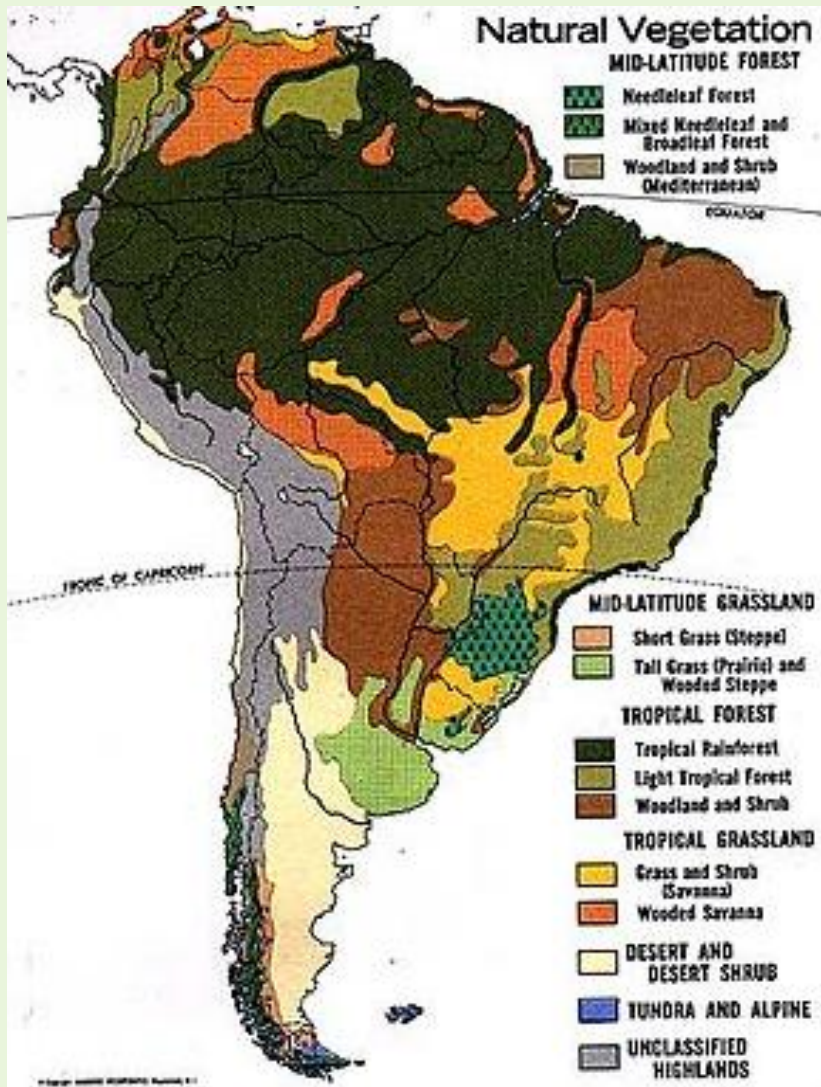 Natural Vegetation
MID-LATITUDE FOREST
Needleleaf Forest
Mixed Needleleaf and
Broadleaf Forest
Woodland and Shrub
(Mediterranean)
EQUATOR
TROPIC OF CAPRICORN
MID-LATITUDE GRASSLAND
Short Grass (Steppe)
Tall Grass (Prairie) and
Wooded Steppe
TROPICAL FOREST
Tropical Rainforest
Light Tropical Forest
Woodland and Shrub
TROPICAL GRASSLAND
Grass and Shrub
(Savanna)
Wooded Savanna
DESERT AND
DESERT SHRUB
TUNDRA AND ALPINE
UNCLASSIFIED
HIGHLANDS